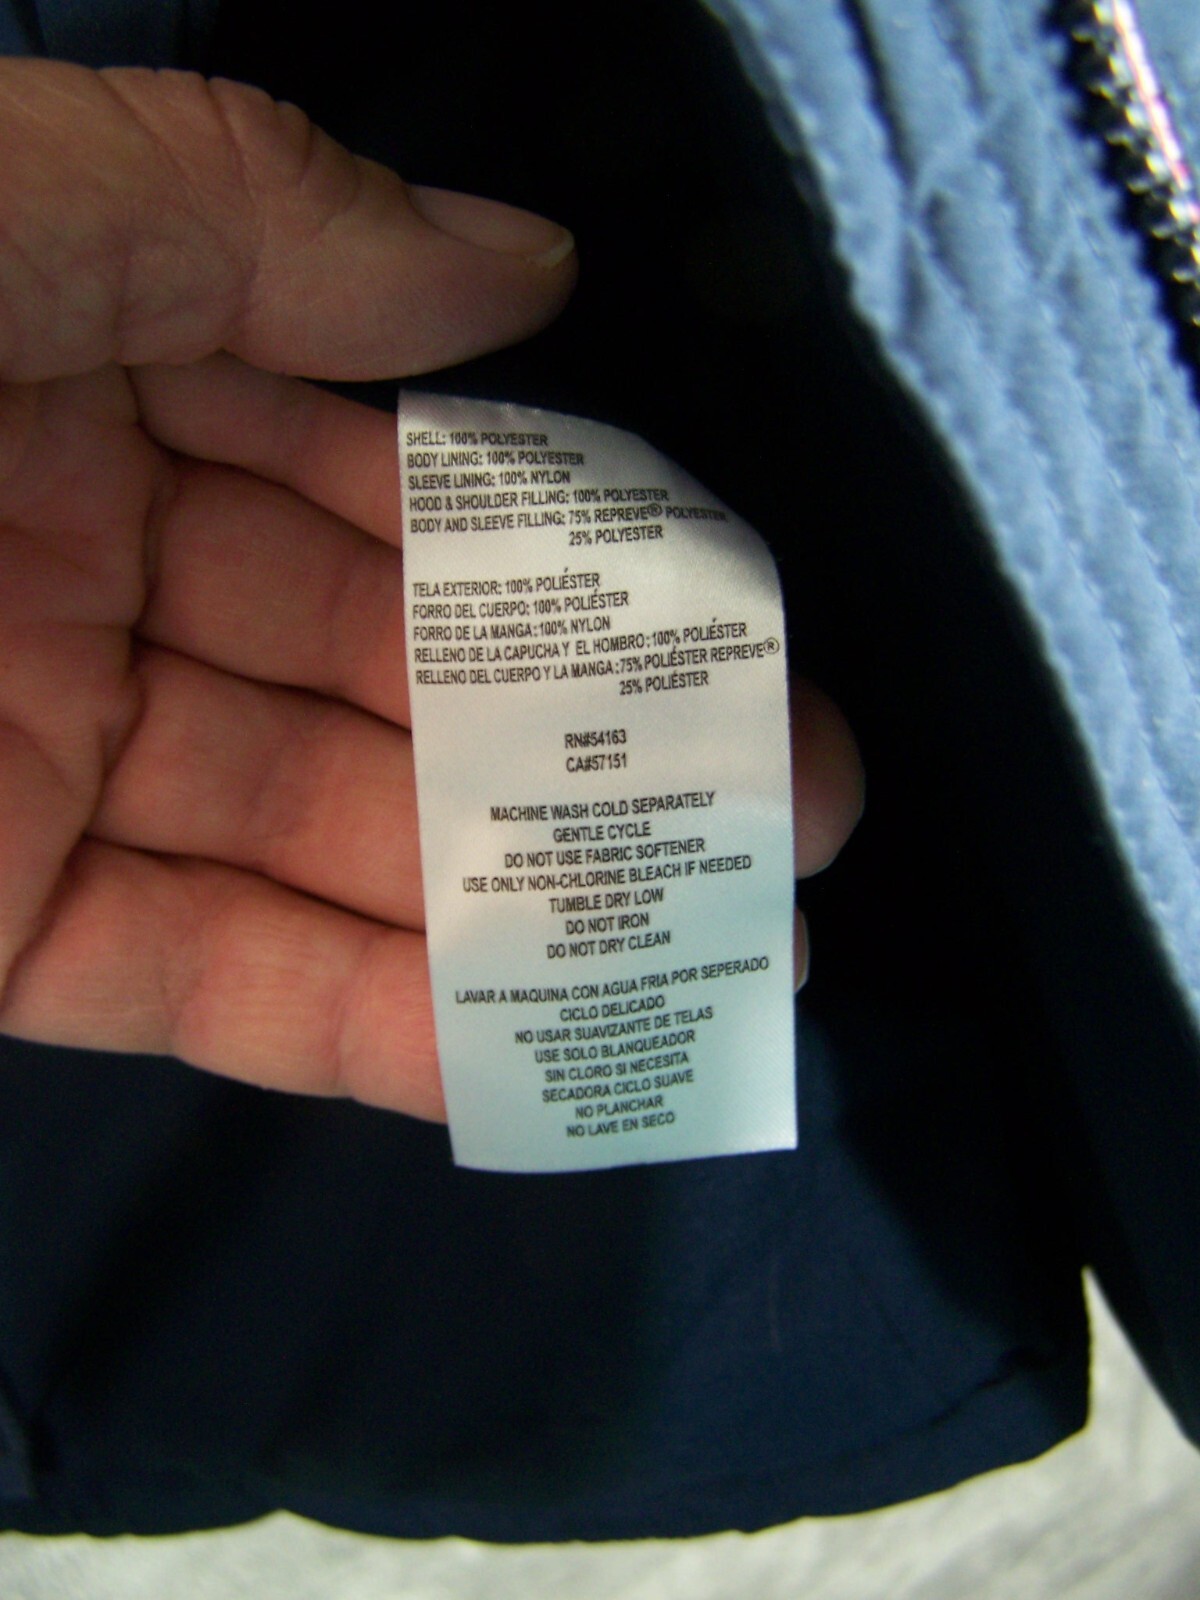 SHELL: 100% POLYESTER
BODY LINING: 100% POLYESTER
SLEEVE LINING: 100% NYLON
HOOD & SHOULDER FILLING: 100% POLYESTER
BODY AND SLEEVE FILLING: 75% REPREVE® POLYESTER
25% POLYESTER
TELA EXTERIOR: 100% POLIÉSTER
FORRO DEL CUERPO: 100% POLIÉSTER
FORRO DE LA MANGA:100% NYLON
RELLENO DE LA CAPUCHA Y EL HOMBRO:100% POLIÉSTER
RELLENO DEL CUERPO Y LA MANGA:75% POLIÉSTER REPREVE®
25% POLIÉSTER
RN#54163
CA#57151
MACHINE WASH COLD SEPARATELY
GENTLE CYCLE
DO NOT USE FABRIC SOFTENER
USE ONLY NON-CHLORINE BLEACH IF NEEDED
TUMBLE DRY LOW
DO NOT IRON
DO NOT DRY CLEAN
LAVAR A MAQUINA CON AGUA FRIA POR SEPERADO
CICLO DELICADO
NO USAR SUAVIZANTE DE TELAS
USE SOLO BLANQUEADOR
SIN CLORO SI NECESITA
SECADORA CICLO SUAVE
NO PLANCHAR
NO LAVE EN SECO